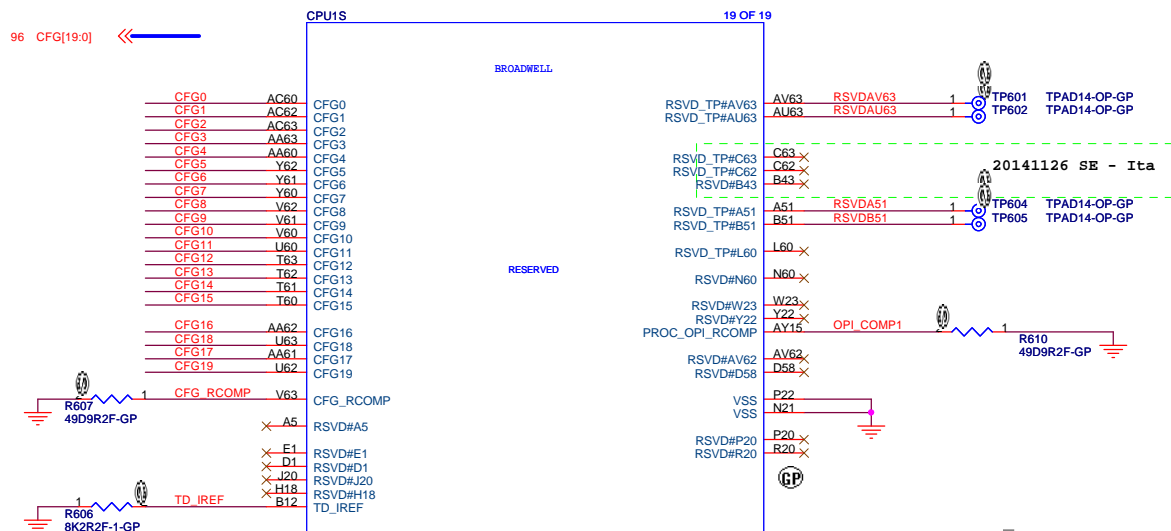 CPU1S 19 OF 19
96 CFG[19:0]
BROADWELL
CFG0 AC60 CFG0 RSVD_TP#AV63 AV63 RSVDAV63 1 TP601 TPAD14-OP-GP
CFG1 AC62 CFG1 RSVD_TP#AU63 AU63 RSVDAU63 1 TP602 TPAD14-OP-GP
CFG2 AC63 CFG2
CFG3 AA63 CFG3
CFG4 AA60 CFG4 RSVD_TP#C63 C63
CFG5 Y62 CFG5 RSVD_TP#C62 C62 20141126 SE - Ita
CFG6 Y61 CFG6 RSVD#B43 B43
CFG7 Y60 CFG7
CFG8 V62 CFG8 RSVD_TP#A51 A51 RSVDA51 1 TP604 TPAD14-OP-GP
CFG9 V61 CFG9 RSVD_TP#B51 B51 RSVDB51 1 TP605 TPAD14-OP-GP
CFG10 V60 CFG10
CFG11 U60 CFG11 RSVD_TP#L60 L60
CFG12 T63 CFG12
RESERVED
CFG13 T62 CFG13 RSVD#N60 N60
CFG14 T61 CFG14
CFG15 T60 CFG15 RSVD#W23 W23
RSVD#Y22 Y22
CFG16 AA62 CFG16 PROC_OPI_RCOMP AY15 OPI_COMP1 2 1
CFG18 U63 CFG18 R610
CFG17 AA61 CFG17 RSVD#AV62 AV62 49D9R2F-GP
CFG19 U62 CFG19 RSVD#D58 D58
2 1 CFG_RCOMP V63 CFG_RCOMP VSS P22
R607 VSS N21
49D9R2F-GP
A5 RSVD#A5
RSVD#P20 P20
E1 RSVD#E1 RSVD#R20 R20
D1 RSVD#D1
J20 RSVD#J20 GP
H18 RSVD#H18
1 2 TD_IREF B12 TD_IREF
R606
8K2R2F-1-GP